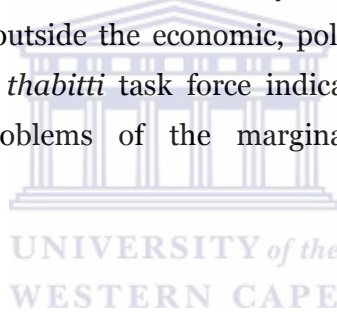 outside the economic, pol
thabitti task force indica
oblems of the margina
UNIVERSITY of the
WESTERN CAPE